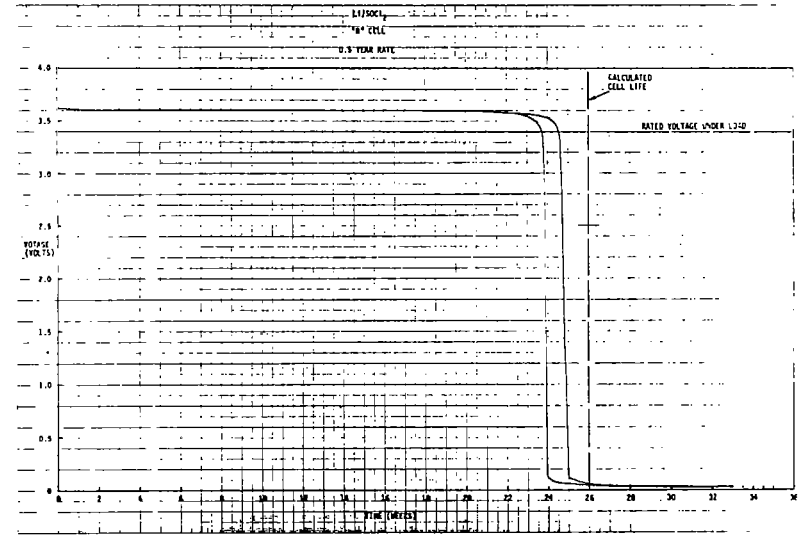 Li/SOCl2
"B" CELL
0.5 YEAR RATE
CALCULATED
CELL LIFE
RATED VOLTAGE UNDER LOAD
VOTAGE
(VOLTS)
4.0
3.5
3.0
2.5
2.0
1.5
1.0
0.5
0
0 2 4 6 8 10 12 14 16 18 20 22 24 26 28 30 32 34 36
TIME (WEEKS)